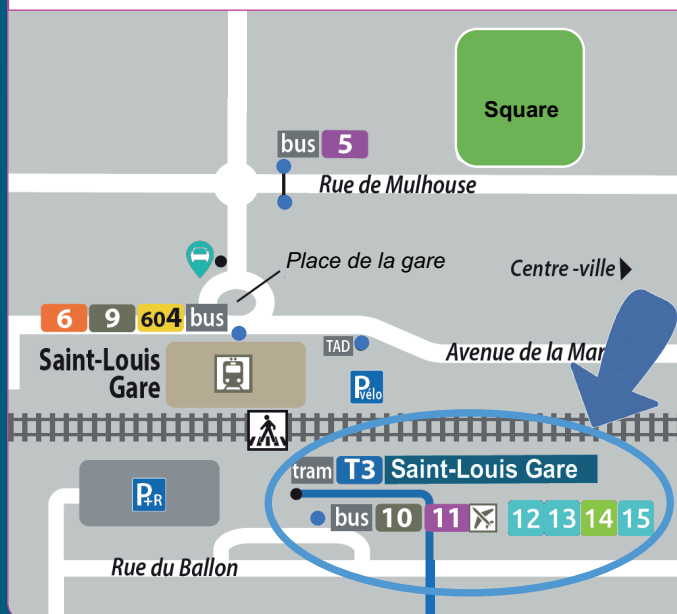 Square
bus 5
Rue de Mulhouse
Place de la gare
Centre -ville
6 9 604 bus
TAD
Avenue de la Mar
Saint-Louis
Gare
P
vélo
tram T3 Saint-Louis Gare
P+R
bus 10 11 12 13 14 15
Rue du Ballon